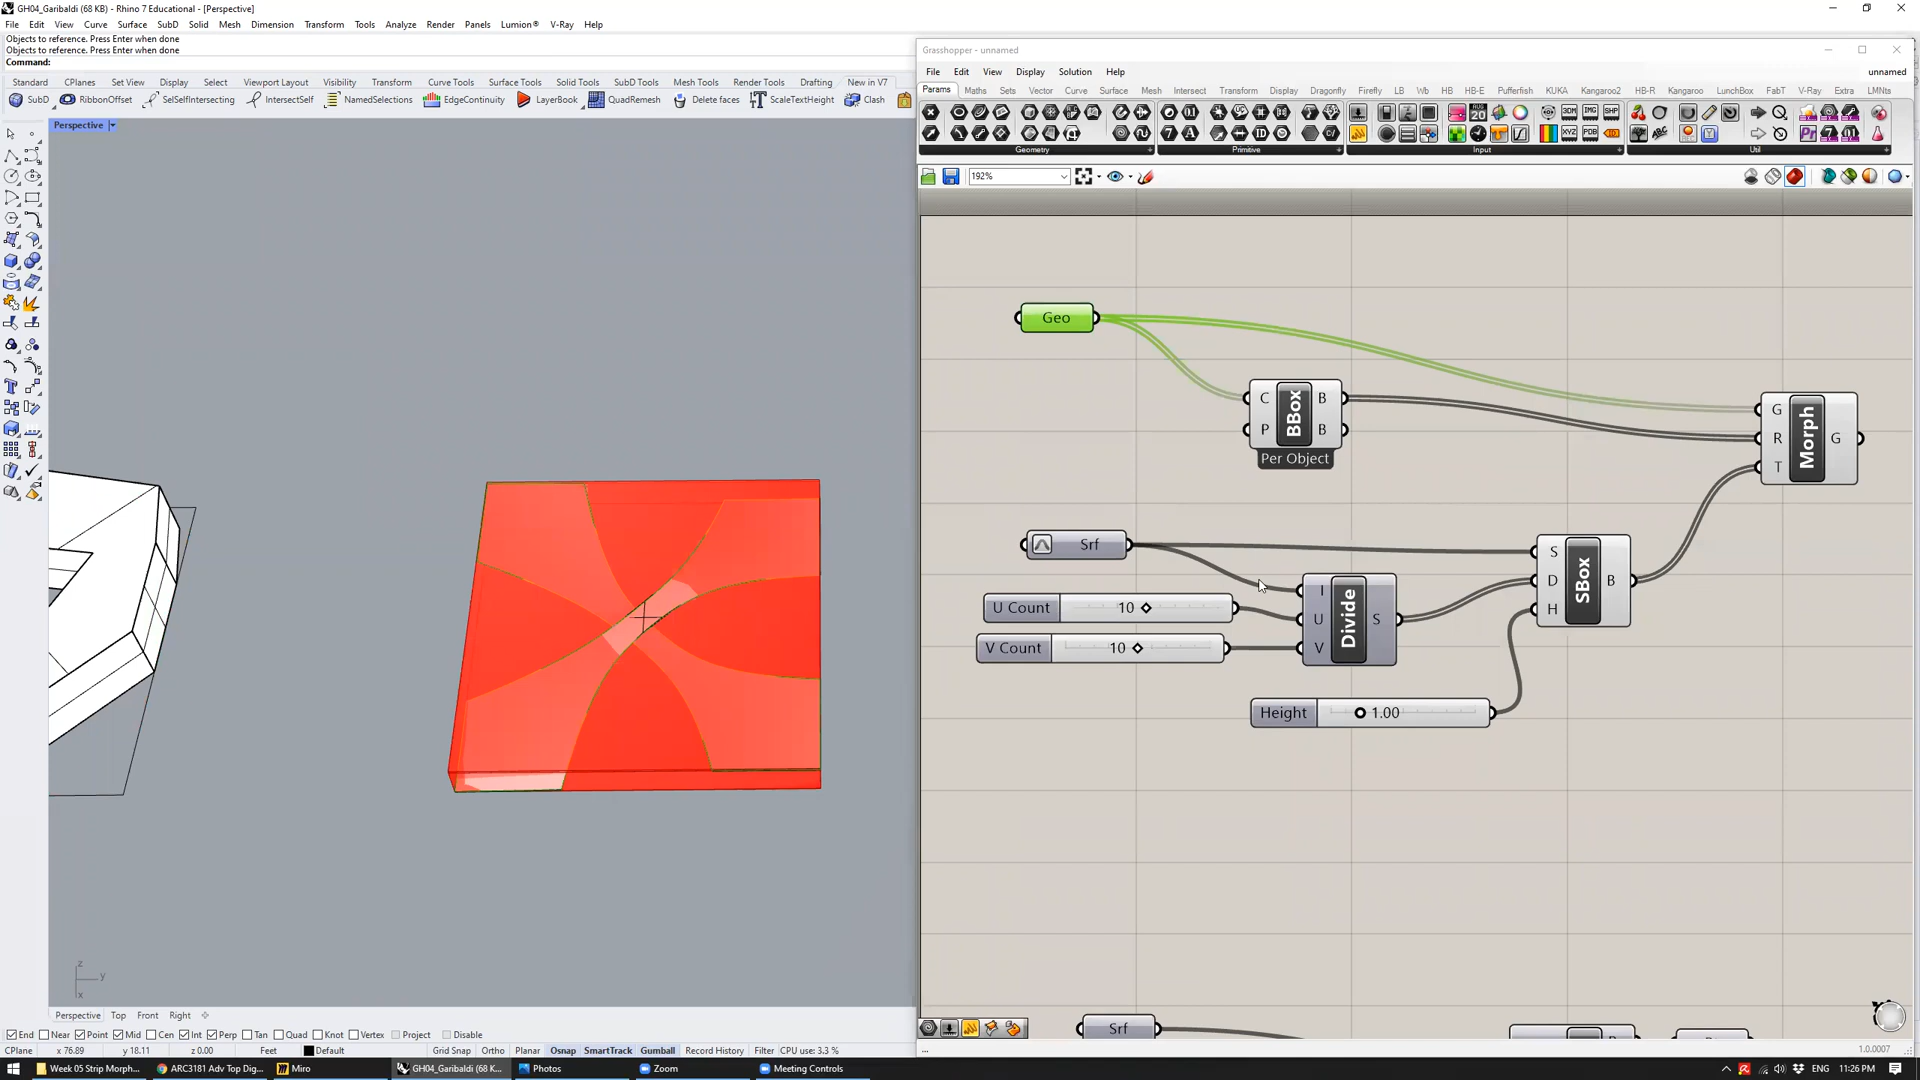 GH04_Garibaldi (68 KB) - Rhino 7 Educational - [Perspective]
File Edit View Curve Surface SubD Solid Mesh Dimension Transform Tools Analyze Render Panels Lumion® V-Ray Help
Objects to reference. Press Enter when done
Objects to reference. Press Enter when done
Command:
Standard CPlanes Set View Display Select Viewport Layout Visibility Transform Curve Tools Surface Tools Solid Tools SubD Tools Mesh Tools Render Tools Drafting New in V7
SubD RibbonOffset SelSelfIntersecting IntersectSelf NamedSelections EdgeContinuity LayerBook QuadRemesh Delete faces ScaleTextHeight Clash
Perspective
Grasshopper - unnamed
File Edit View Display Solution Help unnamed
Params Maths Sets Vector Curve Surface Mesh Intersect Transform Display Dragonfly Firefly LB Wb HB HB-E Pufferfish KUKA Kangaroo2 HB-R Kangaroo LunchBox FabT V-Ray Extra LMNts
Geometry Primitive Input Util
192%
Geo
C BBox B
P B
Per Object
G
R Morph G
T
Srf
U Count 10
V Count 10
I
U Divide S
V
S
D SBox B
H
Height 1.00
Srf
z
y
x
Perspective Top Front Right
End Near Point Mid Cen Int Perp Tan Quad Knot Vertex Project Disable
CPlane x 76.89 y 18.11 z 0.00 Feet Default Grid Snap Ortho Planar Osnap SmartTrack Gumball Record History Filter CPU use: 3.3 %
...
1.0.0007
Week 05 Strip Morph... ARC3181 Adv Top Dig... Miro GH04_Garibaldi (68 K... Photos Zoom Meeting Controls ENG 11:26 PM